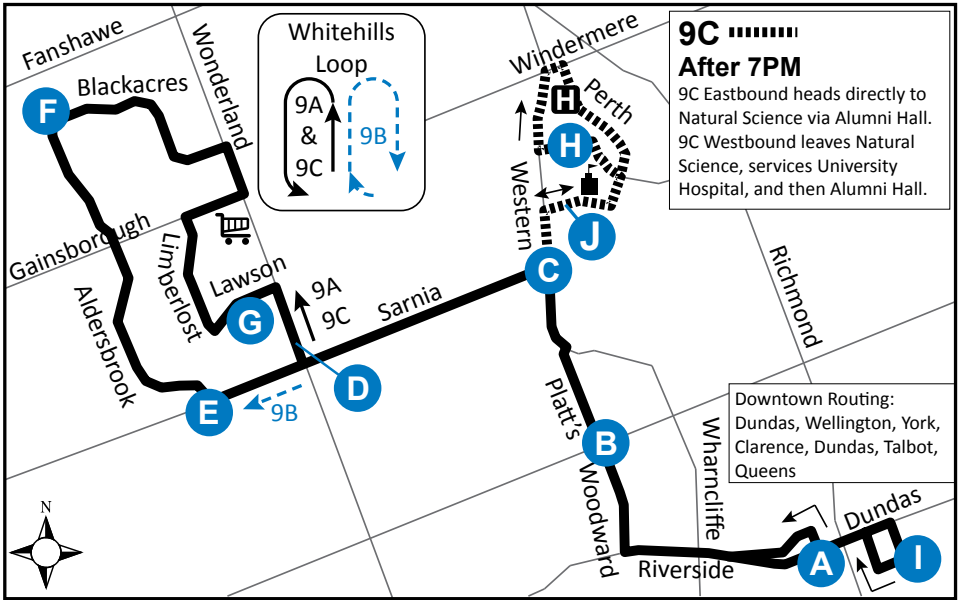 Fanshawe
Blackacres
Wonderland
Whitehills
Loop
9A
&
9C
9B
Windermere
Perth
9C
After 7PM
9C Eastbound heads directly to
Natural Science via Alumni Hall.
9C Westbound leaves Natural
Science, services University
Hospital, and then Alumni Hall.
F
H
H
Western
J
C
Gainsborough
Limberlost
Lawson
G
9A
9C
Sarnia
Aldersbrook
D
E
9B
Richmond
Platt's
B
Woodward
Wharncliffe
Downtown Routing:
Dundas, Wellington, York,
Clarence, Dundas, Talbot,
Queens
Dundas
Riverside
A
I
N